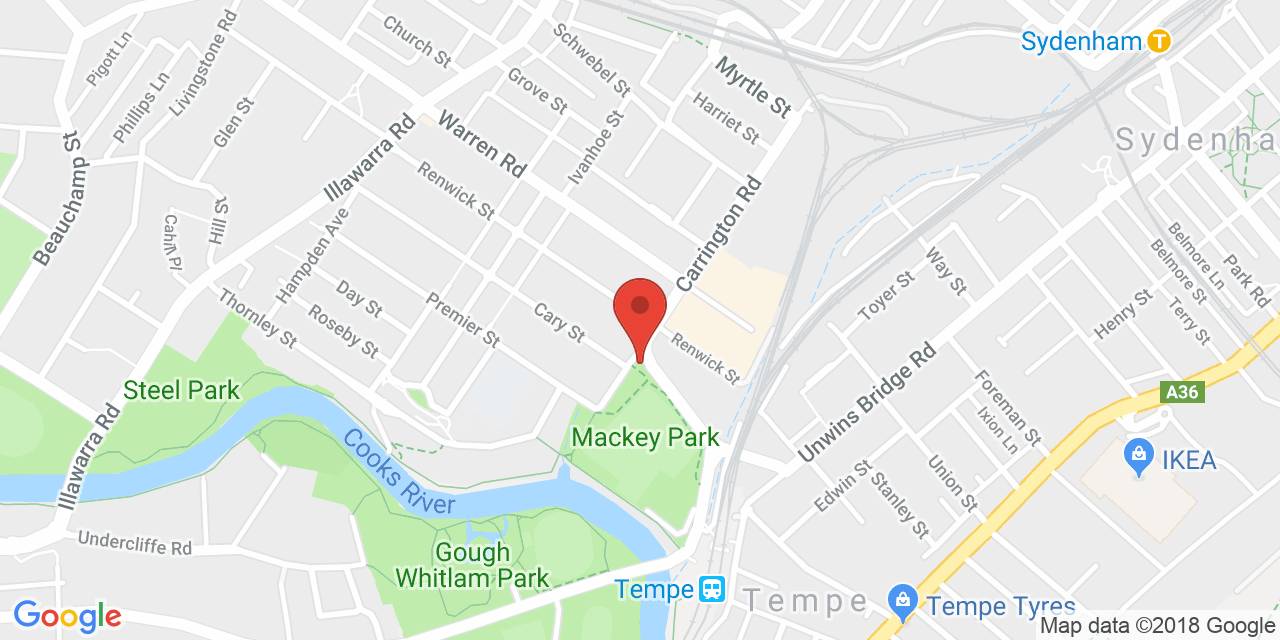 Pigott Ln
Phillips Ln
Livingstone Rd
Glen St
Church St
Grove St
Schwebel St
Myrtle St
Harriet St
Sydenham
T
Sydenha
Beauchamp St
Illawarra Rd
Warren Rd
Ivanhoe St
Renwick St
Cahill Pl
Hill St
Hampden Ave
Carrington Rd
Way St
Toyer St
Belmore Ln
Belmore St
Park Rd
Terry St
Henry St
Thornley St
Day St
Roseby St
Premier St
Cary St
Renwick St
Unwins Bridge Rd
A36
Steel Park
Illawarra Rd
Cooks River
Mackey Park
Foreman St
Ixion Ln
IKEA
Edwin St
Stanley St
Union St
Undercliffe Rd
Gough
Whitlam Park
Tempe
Tempe
Tempe Tyres
Google
Map data ©2018 Google